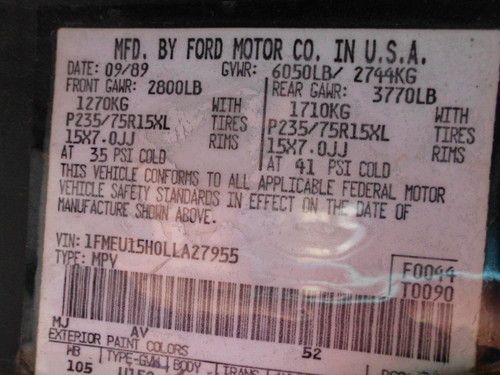 MFD. BY FORD MOTOR CO. IN U.S.A.
DATE: 09/89 GVWR: 6050LB/ 2744KG
FRONT GAWR: 2800LB REAR GAWR: 3770LB
1270KG WITH 1710KG WITH
P235/75R15XL TIRES P235/75R15XL TIRES
15X7.0JJ RIMS 15X7.0JJ RIMS
AT 35 PSI COLD AT 41 PSI COLD
THIS VEHICLE CONFORMS TO ALL APPLICABLE FEDERAL MOTOR
VEHICLE SAFETY STANDARDS IN EFFECT ON THE DATE OF
MANUFACTURE SHOWN ABOVE.
VIN: 1FMEU15H0LLA27955
TYPE: MPV
F0044
T0090
MJ AV 52
EXTERIOR PAINT COLORS
WB TYPE-GVW BODY TRANS
105 U150